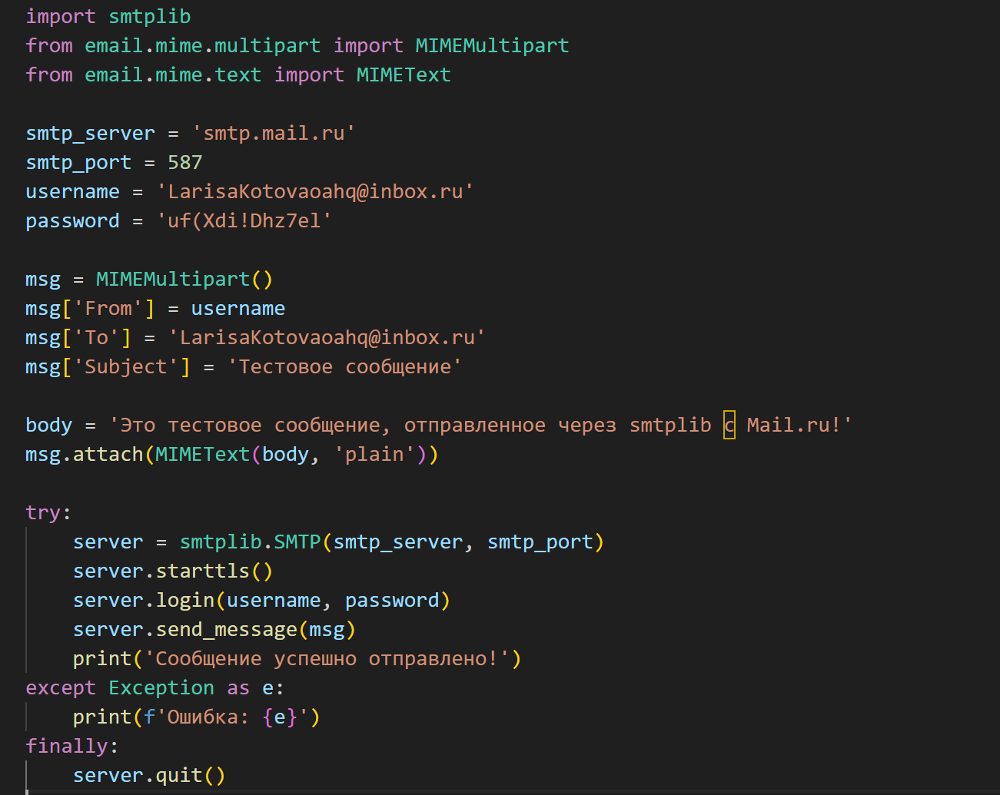 import smtplib
from email.mime.multipart import MIMEMultipart
from email.mime.text import MIMEText
smtp_server = 'smtp.mail.ru'
smtp_port = 587
username = 'LarisaKotovaoahq@inbox.ru'
password = 'uf(Xdi!Dhz7el'
msg = MIMEMultipart()
msg['From'] = username
msg['To'] = 'LarisaKotovaoahq@inbox.ru'
msg['Subject'] = 'Тестовое сообщение'
body = 'Это тестовое сообщение, отправленное через smtplib с Mail.ru!'
msg.attach(MIMEText(body, 'plain'))
try:
    server = smtplib.SMTP(smtp_server, smtp_port)
    server.starttls()
    server.login(username, password)
    server.send_message(msg)
    print('Сообщение успешно отправлено!')
except Exception as e:
    print(f'Ошибка: {e}')
finally:
    server.quit()